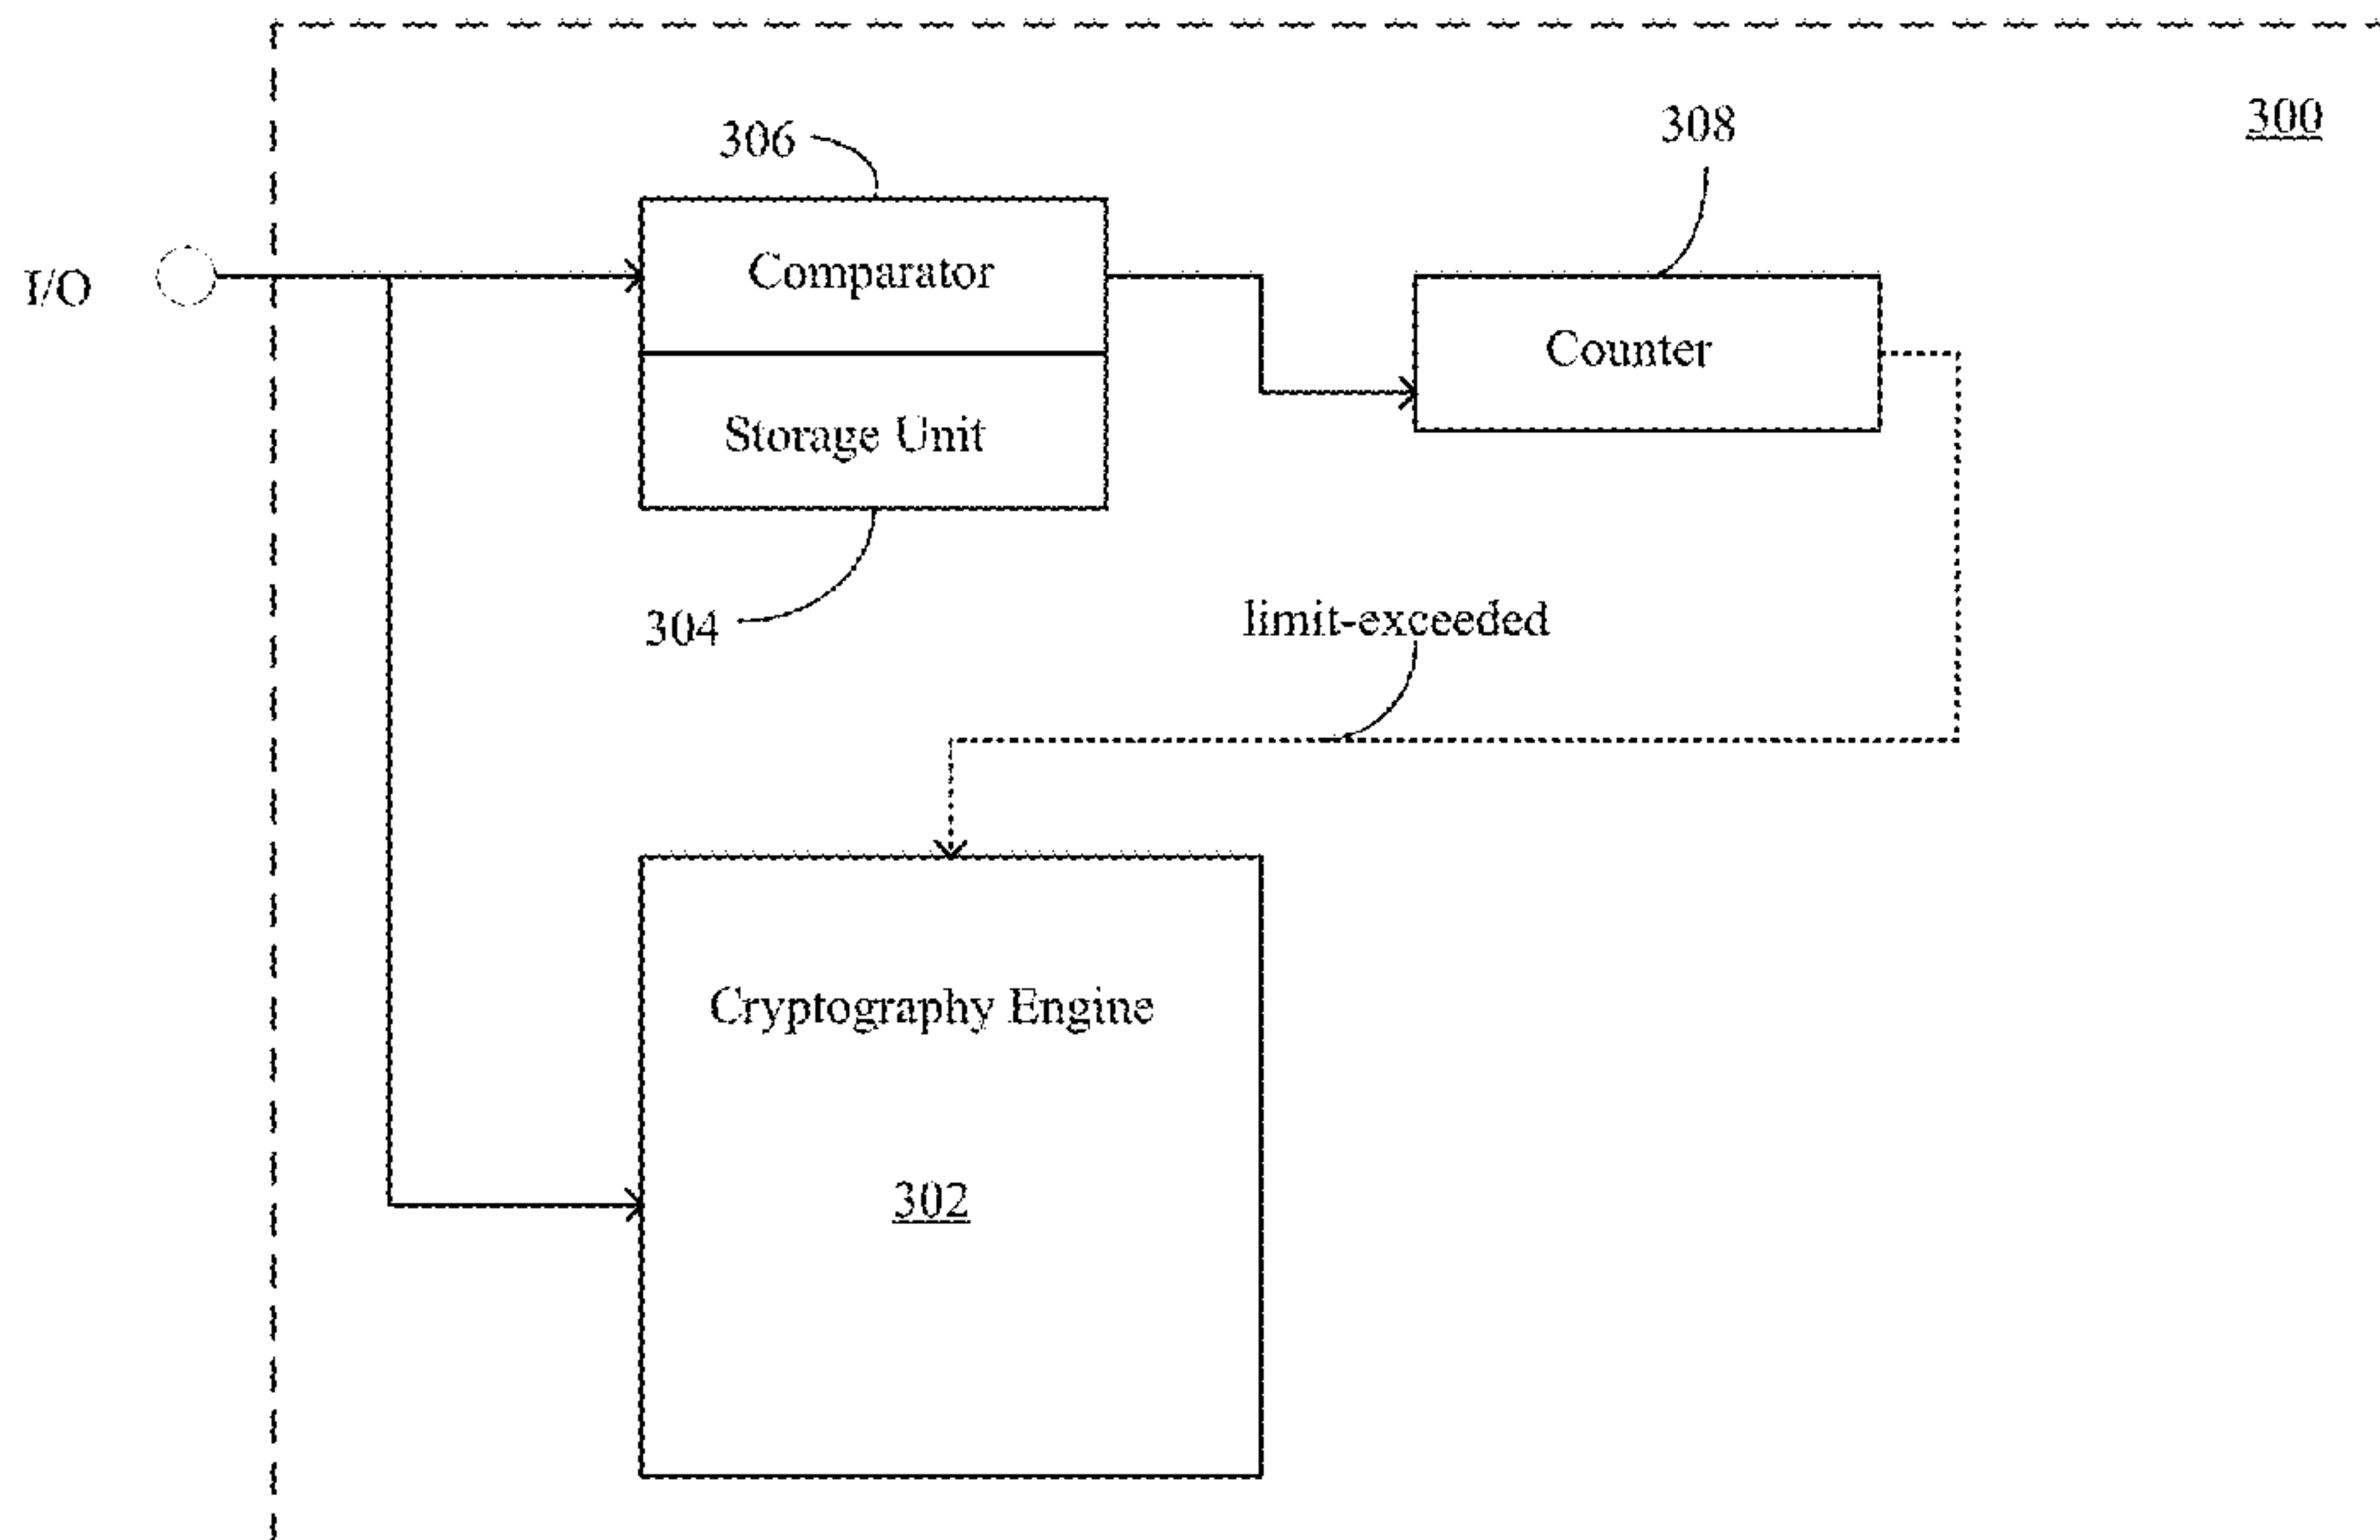 300
306
308
I/O
Comparator
Counter
Storage Unit
304
limit-exceeded
Cryptography Engine
302